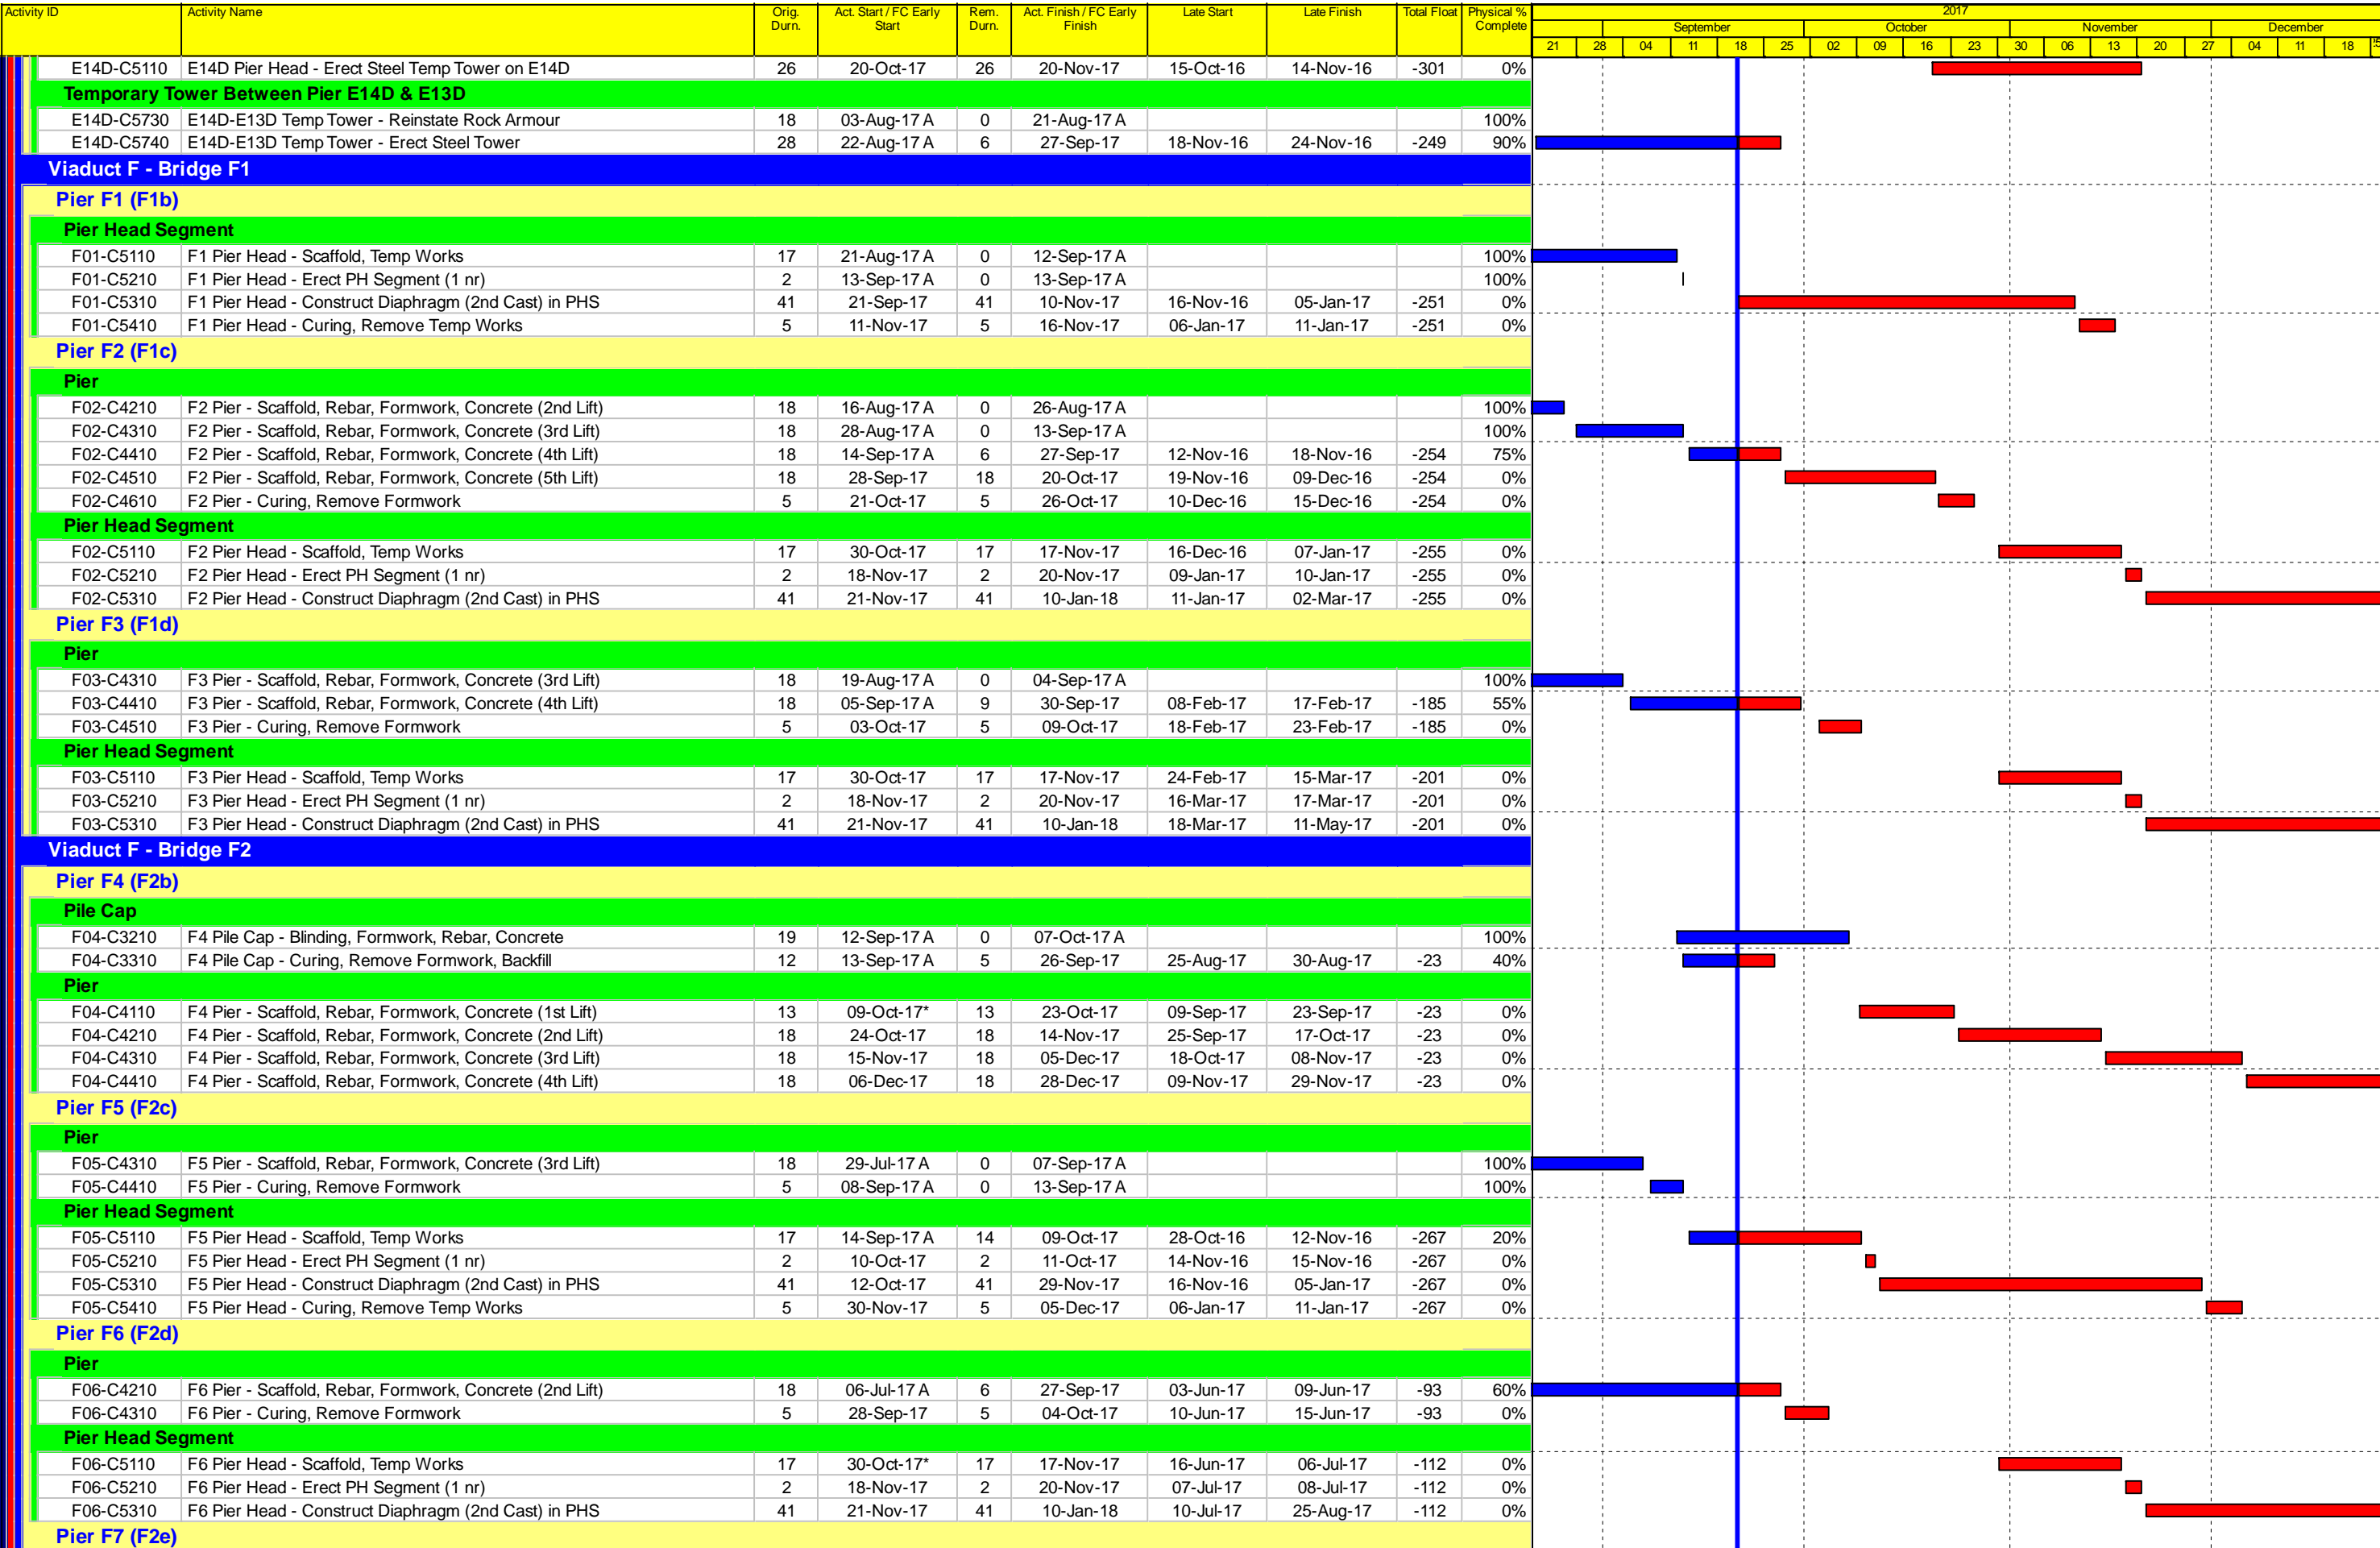 Activity ID Activity Name Orig. Durn. Act. Start / FC Early Start Rem. Durn. Act. Finish / FC Early Finish Late Start Late Finish Total Float Physical % Complete 2017
September October November December
21 28 04 11 18 25 02 09 16 23 30 06 13 20 27 04 11 18
E14D-C5110 E14D Pier Head - Erect Steel Temp Tower on E14D 26 20-Oct-17 26 20-Nov-17 15-Oct-16 14-Nov-16 -301 0%
Temporary Tower Between Pier E14D & E13D
E14D-C5730 E14D-E13D Temp Tower - Reinstate Rock Armour 18 03-Aug-17 A 0 21-Aug-17 A 100%
E14D-C5740 E14D-E13D Temp Tower - Erect Steel Tower 28 22-Aug-17 A 6 27-Sep-17 18-Nov-16 24-Nov-16 -249 90%
Viaduct F - Bridge F1
Pier F1 (F1b)
Pier Head Segment
F01-C5110 F1 Pier Head - Scaffold, Temp Works 17 21-Aug-17 A 0 12-Sep-17 A 100%
F01-C5210 F1 Pier Head - Erect PH Segment (1 nr) 2 13-Sep-17 A 0 13-Sep-17 A 100%
F01-C5310 F1 Pier Head - Construct Diaphragm (2nd Cast) in PHS 41 21-Sep-17 41 10-Nov-17 16-Nov-16 05-Jan-17 -251 0%
F01-C5410 F1 Pier Head - Curing, Remove Temp Works 5 11-Nov-17 5 16-Nov-17 06-Jan-17 11-Jan-17 -251 0%
Pier F2 (F1c)
Pier
F02-C4210 F2 Pier - Scaffold, Rebar, Formwork, Concrete (2nd Lift) 18 16-Aug-17 A 0 26-Aug-17 A 100%
F02-C4310 F2 Pier - Scaffold, Rebar, Formwork, Concrete (3rd Lift) 18 28-Aug-17 A 0 13-Sep-17 A 100%
F02-C4410 F2 Pier - Scaffold, Rebar, Formwork, Concrete (4th Lift) 18 14-Sep-17 A 6 27-Sep-17 12-Nov-16 18-Nov-16 -254 75%
F02-C4510 F2 Pier - Scaffold, Rebar, Formwork, Concrete (5th Lift) 18 28-Sep-17 18 20-Oct-17 19-Nov-16 09-Dec-16 -254 0%
F02-C4610 F2 Pier - Curing, Remove Formwork 5 21-Oct-17 5 26-Oct-17 10-Dec-16 15-Dec-16 -254 0%
Pier Head Segment
F02-C5110 F2 Pier Head - Scaffold, Temp Works 17 30-Oct-17 17 17-Nov-17 16-Dec-16 07-Jan-17 -255 0%
F02-C5210 F2 Pier Head - Erect PH Segment (1 nr) 2 18-Nov-17 2 20-Nov-17 09-Jan-17 10-Jan-17 -255 0%
F02-C5310 F2 Pier Head - Construct Diaphragm (2nd Cast) in PHS 41 21-Nov-17 41 10-Jan-18 11-Jan-17 02-Mar-17 -255 0%
Pier F3 (F1d)
Pier
F03-C4310 F3 Pier - Scaffold, Rebar, Formwork, Concrete (3rd Lift) 18 19-Aug-17 A 0 04-Sep-17 A 100%
F03-C4410 F3 Pier - Scaffold, Rebar, Formwork, Concrete (4th Lift) 18 05-Sep-17 A 9 30-Sep-17 08-Feb-17 17-Feb-17 -185 55%
F03-C4510 F3 Pier - Curing, Remove Formwork 5 03-Oct-17 5 09-Oct-17 18-Feb-17 23-Feb-17 -185 0%
Pier Head Segment
F03-C5110 F3 Pier Head - Scaffold, Temp Works 17 30-Oct-17 17 17-Nov-17 24-Feb-17 15-Mar-17 -201 0%
F03-C5210 F3 Pier Head - Erect PH Segment (1 nr) 2 18-Nov-17 2 20-Nov-17 16-Mar-17 17-Mar-17 -201 0%
F03-C5310 F3 Pier Head - Construct Diaphragm (2nd Cast) in PHS 41 21-Nov-17 41 10-Jan-18 18-Mar-17 11-May-17 -201 0%
Viaduct F - Bridge F2
Pier F4 (F2b)
Pile Cap
F04-C3210 F4 Pile Cap - Blinding, Formwork, Rebar, Concrete 19 12-Sep-17 A 0 07-Oct-17 A 100%
F04-C3310 F4 Pile Cap - Curing, Remove Formwork, Backfill 12 13-Sep-17 A 5 26-Sep-17 25-Aug-17 30-Aug-17 -23 40%
Pier
F04-C4110 F4 Pier - Scaffold, Rebar, Formwork, Concrete (1st Lift) 13 09-Oct-17* 13 23-Oct-17 09-Sep-17 23-Sep-17 -23 0%
F04-C4210 F4 Pier - Scaffold, Rebar, Formwork, Concrete (2nd Lift) 18 24-Oct-17 18 14-Nov-17 25-Sep-17 17-Oct-17 -23 0%
F04-C4310 F4 Pier - Scaffold, Rebar, Formwork, Concrete (3rd Lift) 18 15-Nov-17 18 05-Dec-17 18-Oct-17 08-Nov-17 -23 0%
F04-C4410 F4 Pier - Scaffold, Rebar, Formwork, Concrete (4th Lift) 18 06-Dec-17 18 28-Dec-17 09-Nov-17 29-Nov-17 -23 0%
Pier F5 (F2c)
Pier
F05-C4310 F5 Pier - Scaffold, Rebar, Formwork, Concrete (3rd Lift) 18 29-Jul-17 A 0 07-Sep-17 A 100%
F05-C4410 F5 Pier - Curing, Remove Formwork 5 08-Sep-17 A 0 13-Sep-17 A 100%
Pier Head Segment
F05-C5110 F5 Pier Head - Scaffold, Temp Works 17 14-Sep-17 A 14 09-Oct-17 28-Oct-16 12-Nov-16 -267 20%
F05-C5210 F5 Pier Head - Erect PH Segment (1 nr) 2 10-Oct-17 2 11-Oct-17 14-Nov-16 15-Nov-16 -267 0%
F05-C5310 F5 Pier Head - Construct Diaphragm (2nd Cast) in PHS 41 12-Oct-17 41 29-Nov-17 16-Nov-16 05-Jan-17 -267 0%
F05-C5410 F5 Pier Head - Curing, Remove Temp Works 5 30-Nov-17 5 05-Dec-17 06-Jan-17 11-Jan-17 -267 0%
Pier F6 (F2d)
Pier
F06-C4210 F6 Pier - Scaffold, Rebar, Formwork, Concrete (2nd Lift) 18 06-Jul-17 A 6 27-Sep-17 03-Jun-17 09-Jun-17 -93 60%
F06-C4310 F6 Pier - Curing, Remove Formwork 5 28-Sep-17 5 04-Oct-17 10-Jun-17 15-Jun-17 -93 0%
Pier Head Segment
F06-C5110 F6 Pier Head - Scaffold, Temp Works 17 30-Oct-17* 17 17-Nov-17 16-Jun-17 06-Jul-17 -112 0%
F06-C5210 F6 Pier Head - Erect PH Segment (1 nr) 2 18-Nov-17 2 20-Nov-17 07-Jul-17 08-Jul-17 -112 0%
F06-C5310 F6 Pier Head - Construct Diaphragm (2nd Cast) in PHS 41 21-Nov-17 41 10-Jan-18 10-Jul-17 25-Aug-17 -112 0%
Pier F7 (F2e)